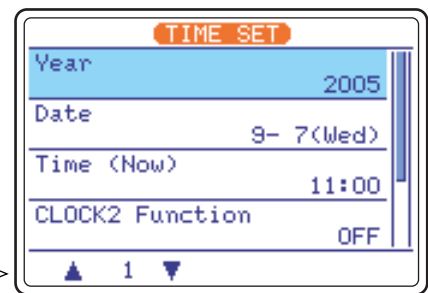 TIME SET
Year
2005
Date
9- 7(Wed)
Time (Now)
11:00
CLOCK2 Function
OFF
▲ 1 ▼